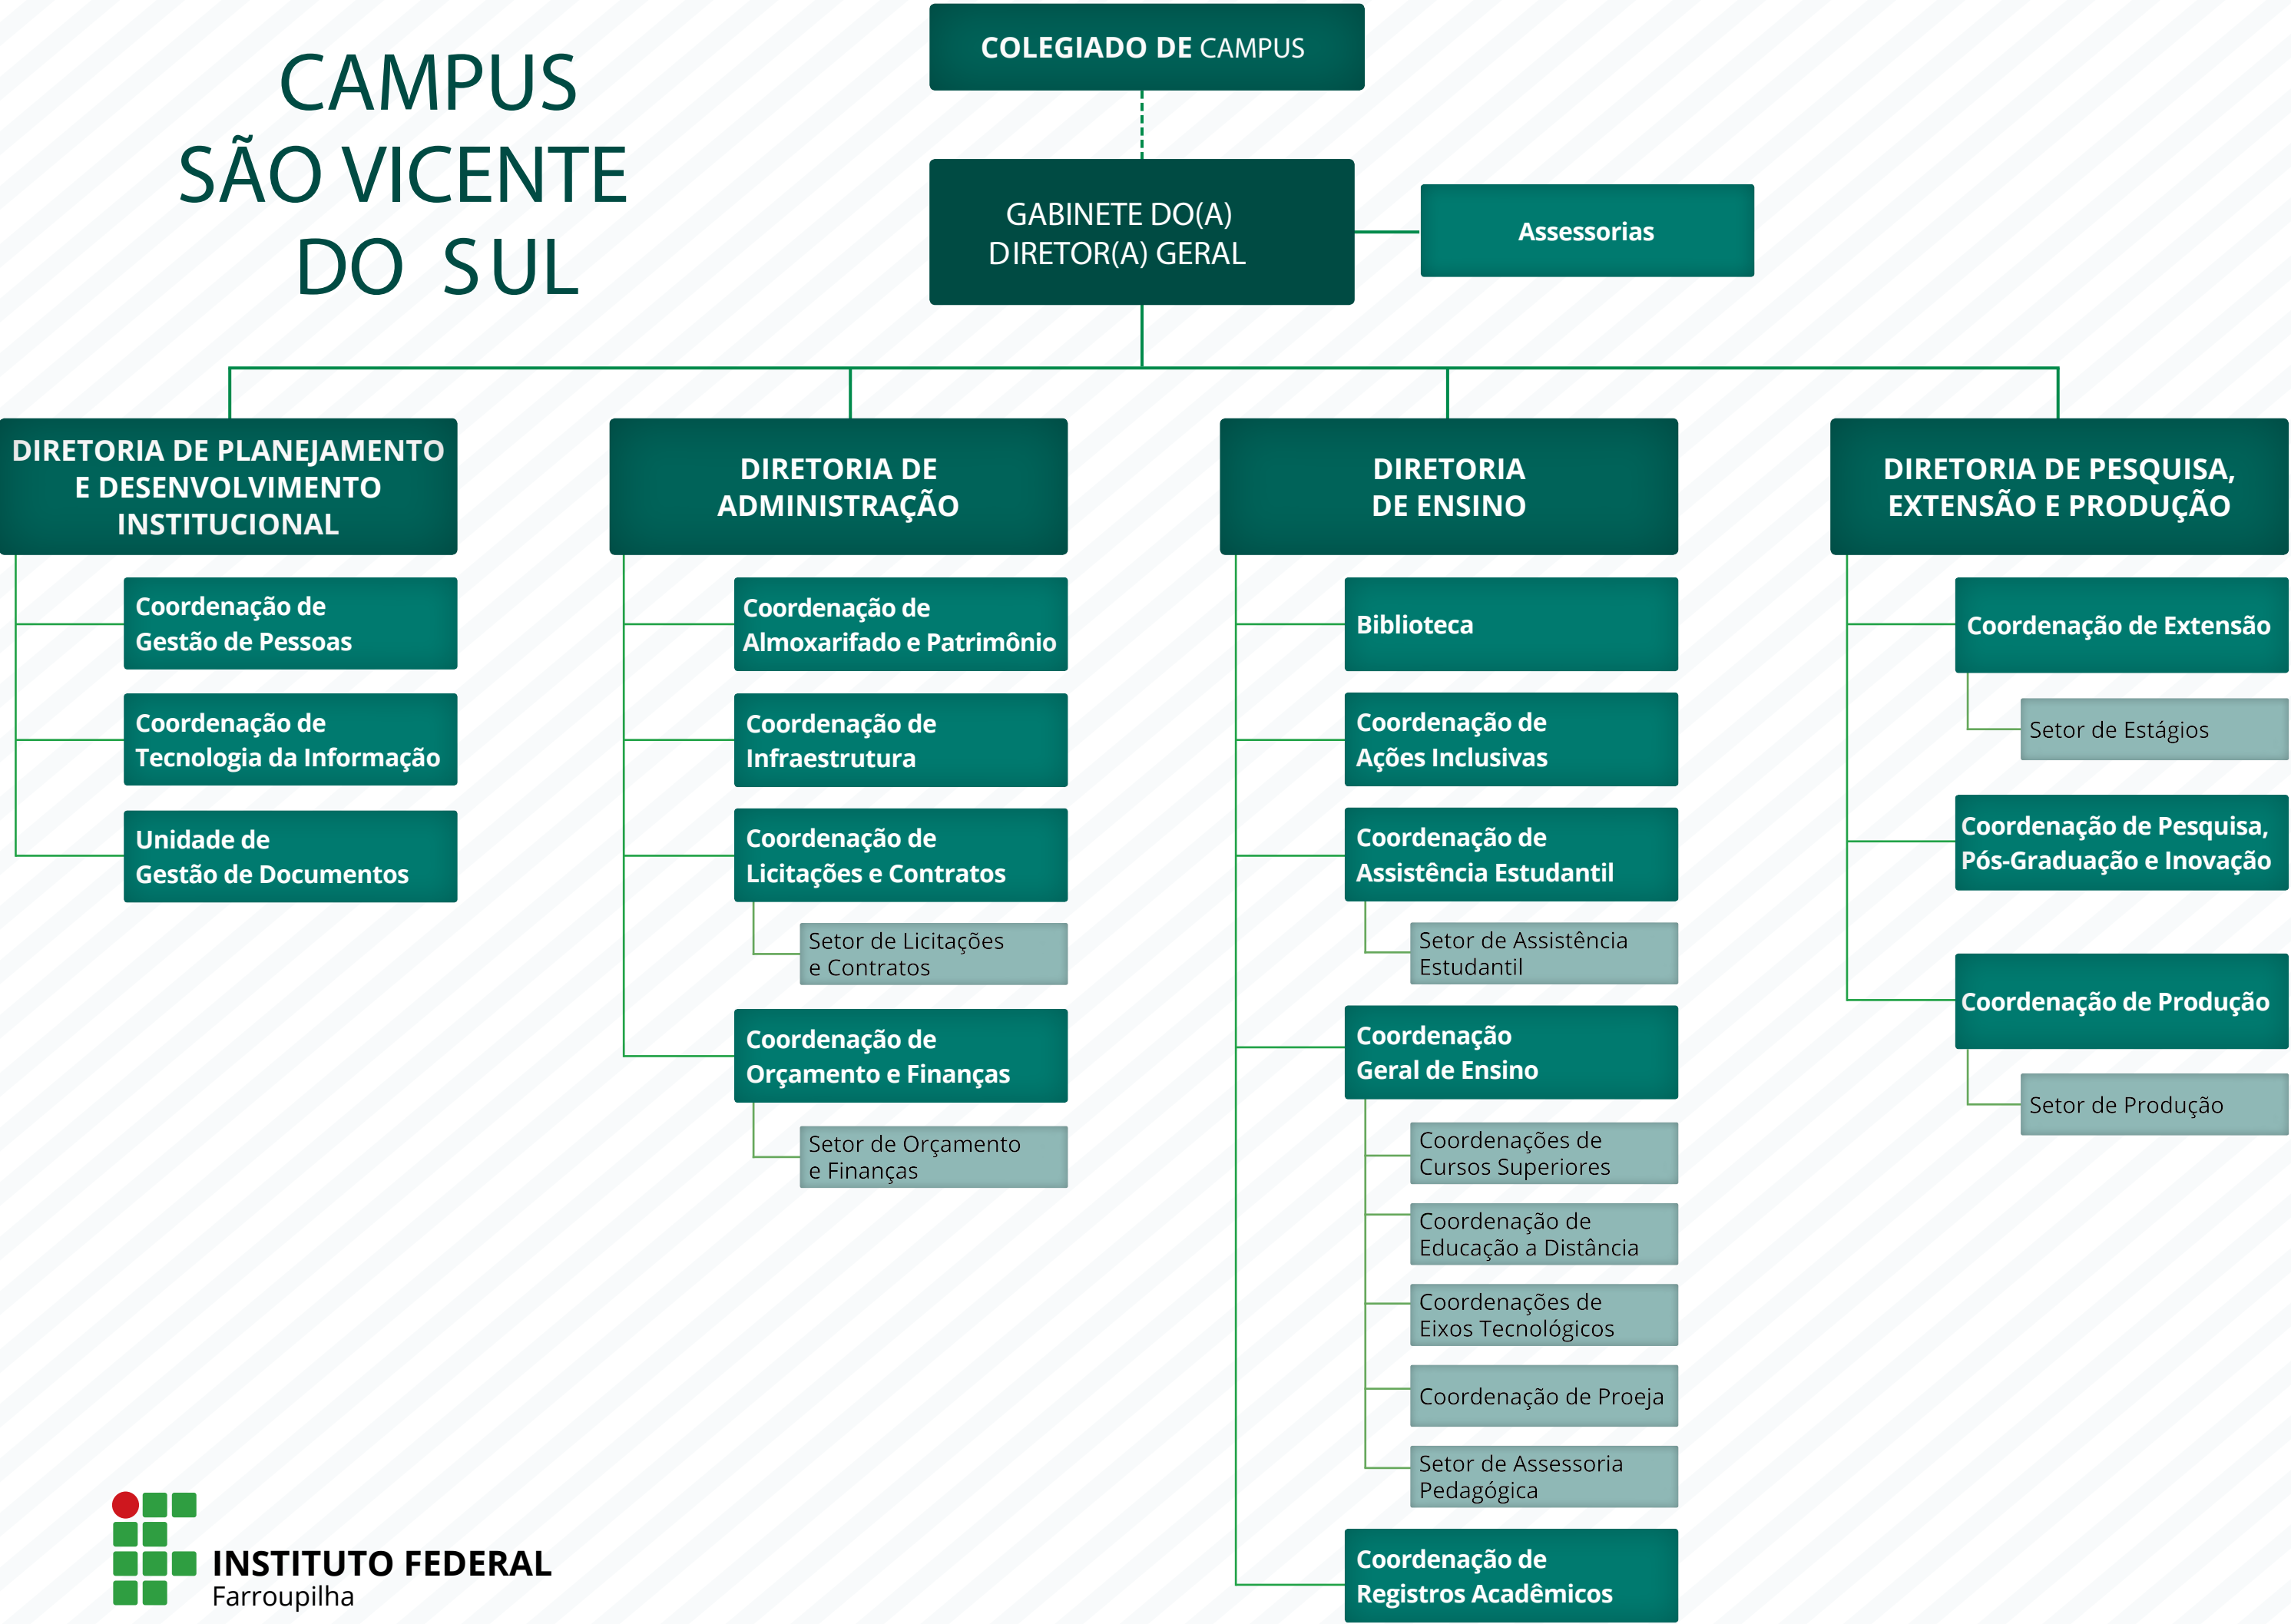 CAMPUS
SÃO VICENTE
DO SUL
COLEGIADO DE CAMPUS
GABINETE DO(A)
DIRETOR(A) GERAL
Assessorias
DIRETORIA DE PLANEJAMENTO
E DESENVOLVIMENTO
INSTITUCIONAL
Coordenação de
Gestão de Pessoas
Coordenação de
Tecnologia da Informação
Unidade de
Gestão de Documentos
DIRETORIA DE
ADMINISTRAÇÃO
Coordenação de
Almoxarifado e Patrimônio
Coordenação de
Infraestrutura
Coordenação de
Licitações e Contratos
Setor de Licitações
e Contratos
Coordenação de
Orçamento e Finanças
Setor de Orçamento
e Finanças
DIRETORIA
DE ENSINO
Biblioteca
Coordenação de
Ações Inclusivas
Coordenação de
Assistência Estudantil
Setor de Assistência
Estudantil
Coordenação
Geral de Ensino
Coordenações de
Cursos Superiores
Coordenação de
Educação a Distância
Coordenações de
Eixos Tecnológicos
Coordenação de Proeja
Setor de Assessoria
Pedagógica
Coordenação de
Registros Acadêmicos
DIRETORIA DE PESQUISA,
EXTENSÃO E PRODUÇÃO
Coordenação de Extensão
Setor de Estágios
Coordenação de Pesquisa,
Pós-Graduação e Inovação
Coordenação de Produção
Setor de Produção
INSTITUTO FEDERAL
Farroupilha